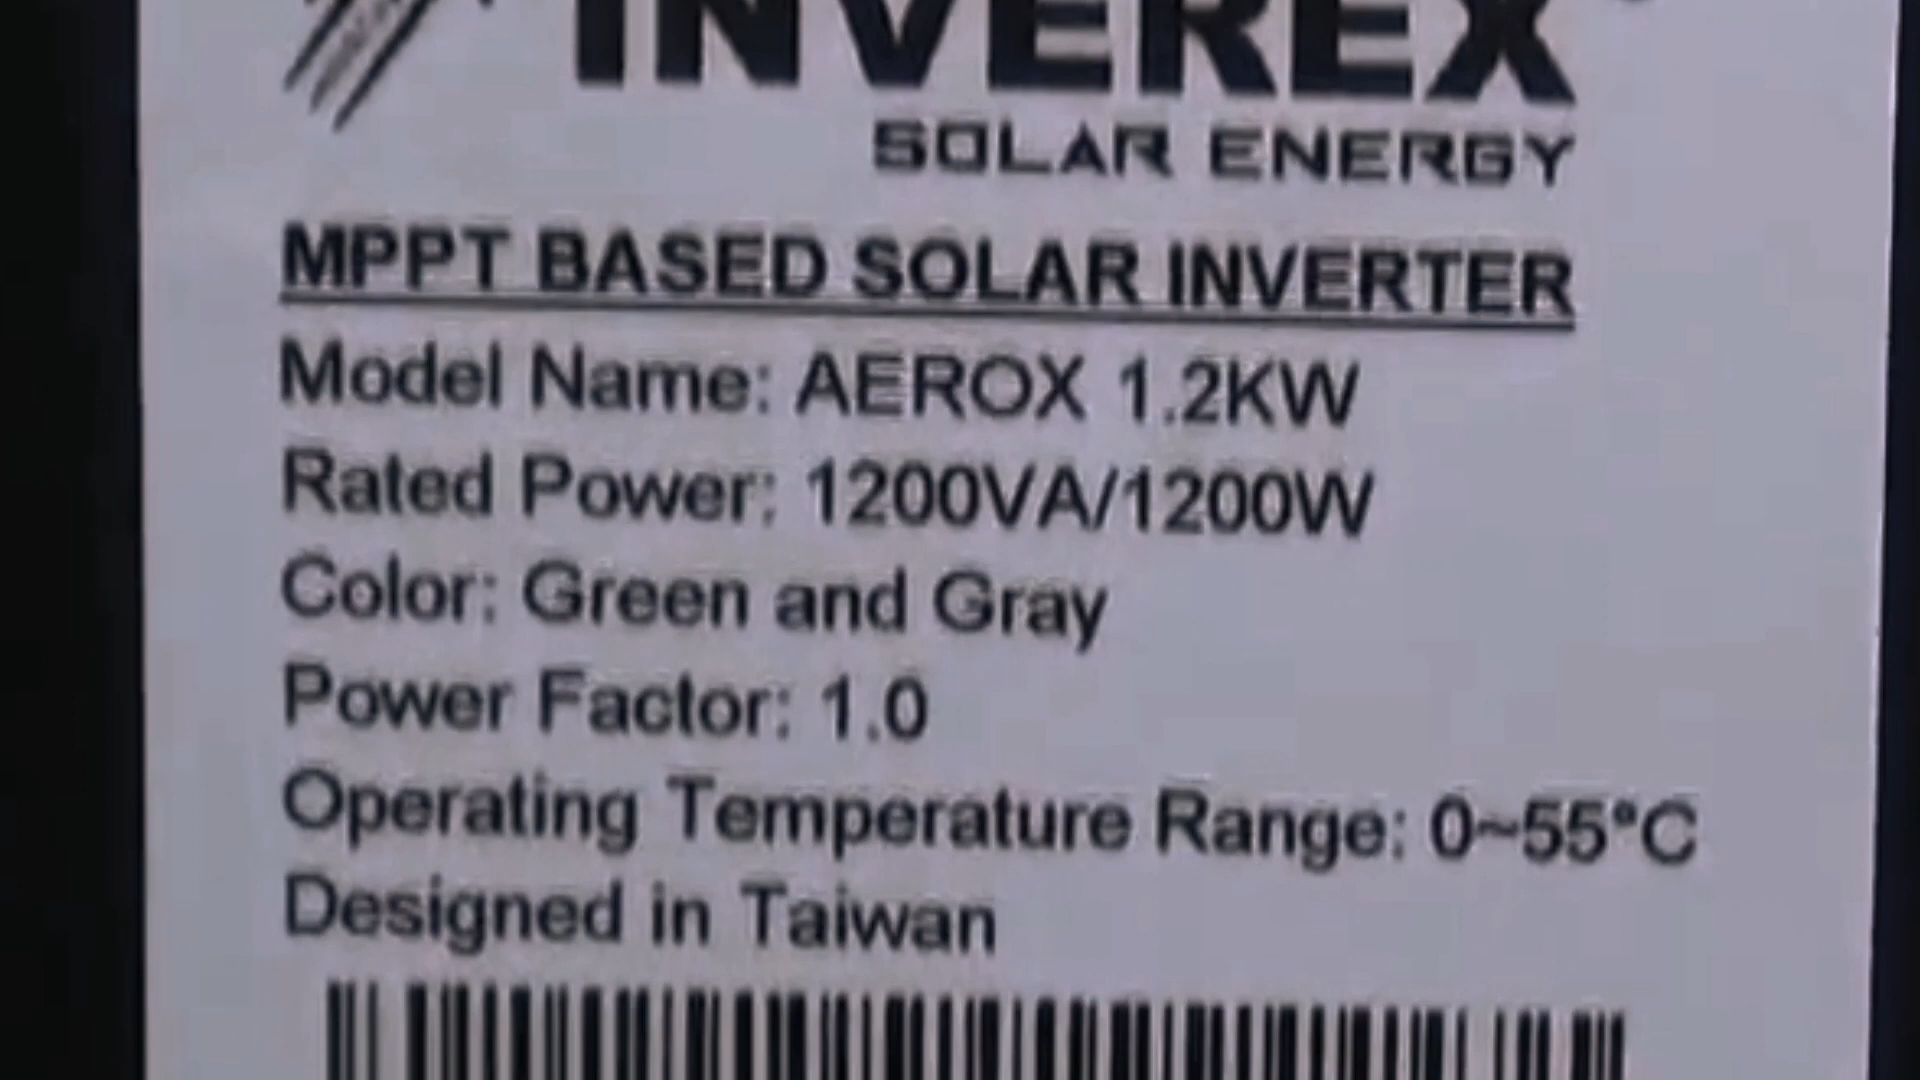 INVEREX
SOLAR ENERGY
MPPT BASED SOLAR INVERTER
Model Name: AEROX 1.2KW
Rated Power: 1200VA/1200W
Color: Green and Gray
Power Factor: 1.0
Operating Temperature Range: 0~55°C
Designed in Taiwan